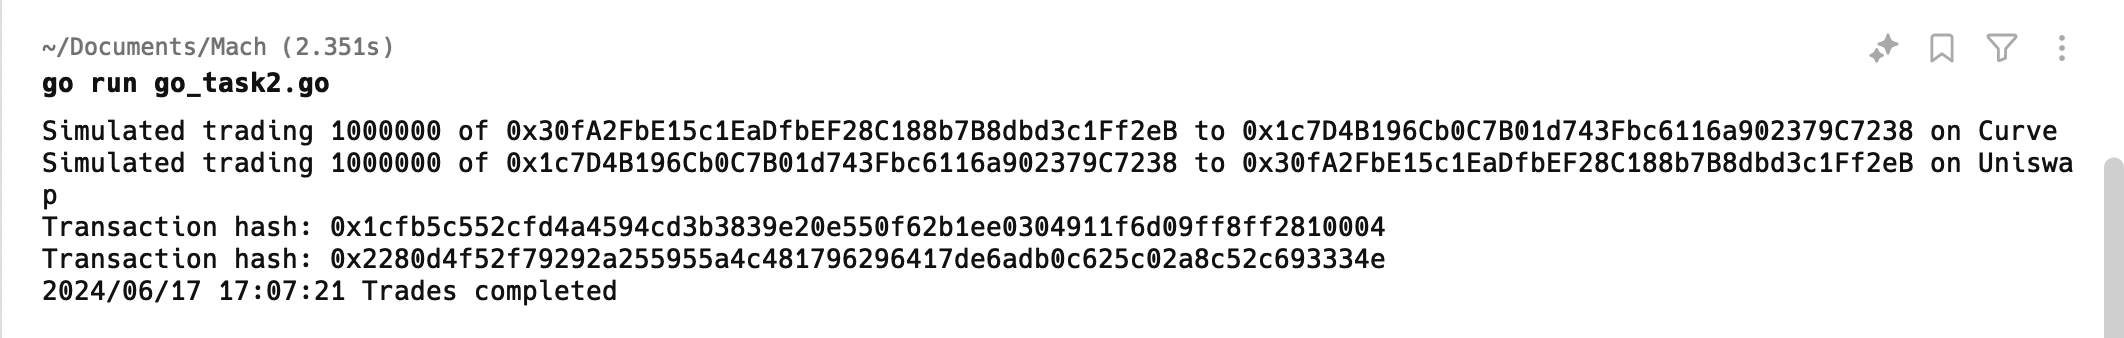 ~/Documents/Mach (2.351s)
go run go_task2.go
Simulated trading 1000000 of 0x30fA2FbE15c1EaDfbEF28C188b7B8dbd3c1Ff2eB to 0x1c7D4B196Cb0C7B01d743Fbc6116a902379C7238 on Curve
Simulated trading 1000000 of 0x1c7D4B196Cb0C7B01d743Fbc6116a902379C7238 to 0x30fA2FbE15c1EaDfbEF28C188b7B8dbd3c1Ff2eB on Uniswa
p
Transaction hash: 0x1cfb5c552cfd4a4594cd3b3839e20e550f62b1ee0304911f6d09ff8ff2810004
Transaction hash: 0x2280d4f52f79292a255955a4c481796296417de6adb0c625c02a8c52c693334e
2024/06/17 17:07:21 Trades completed